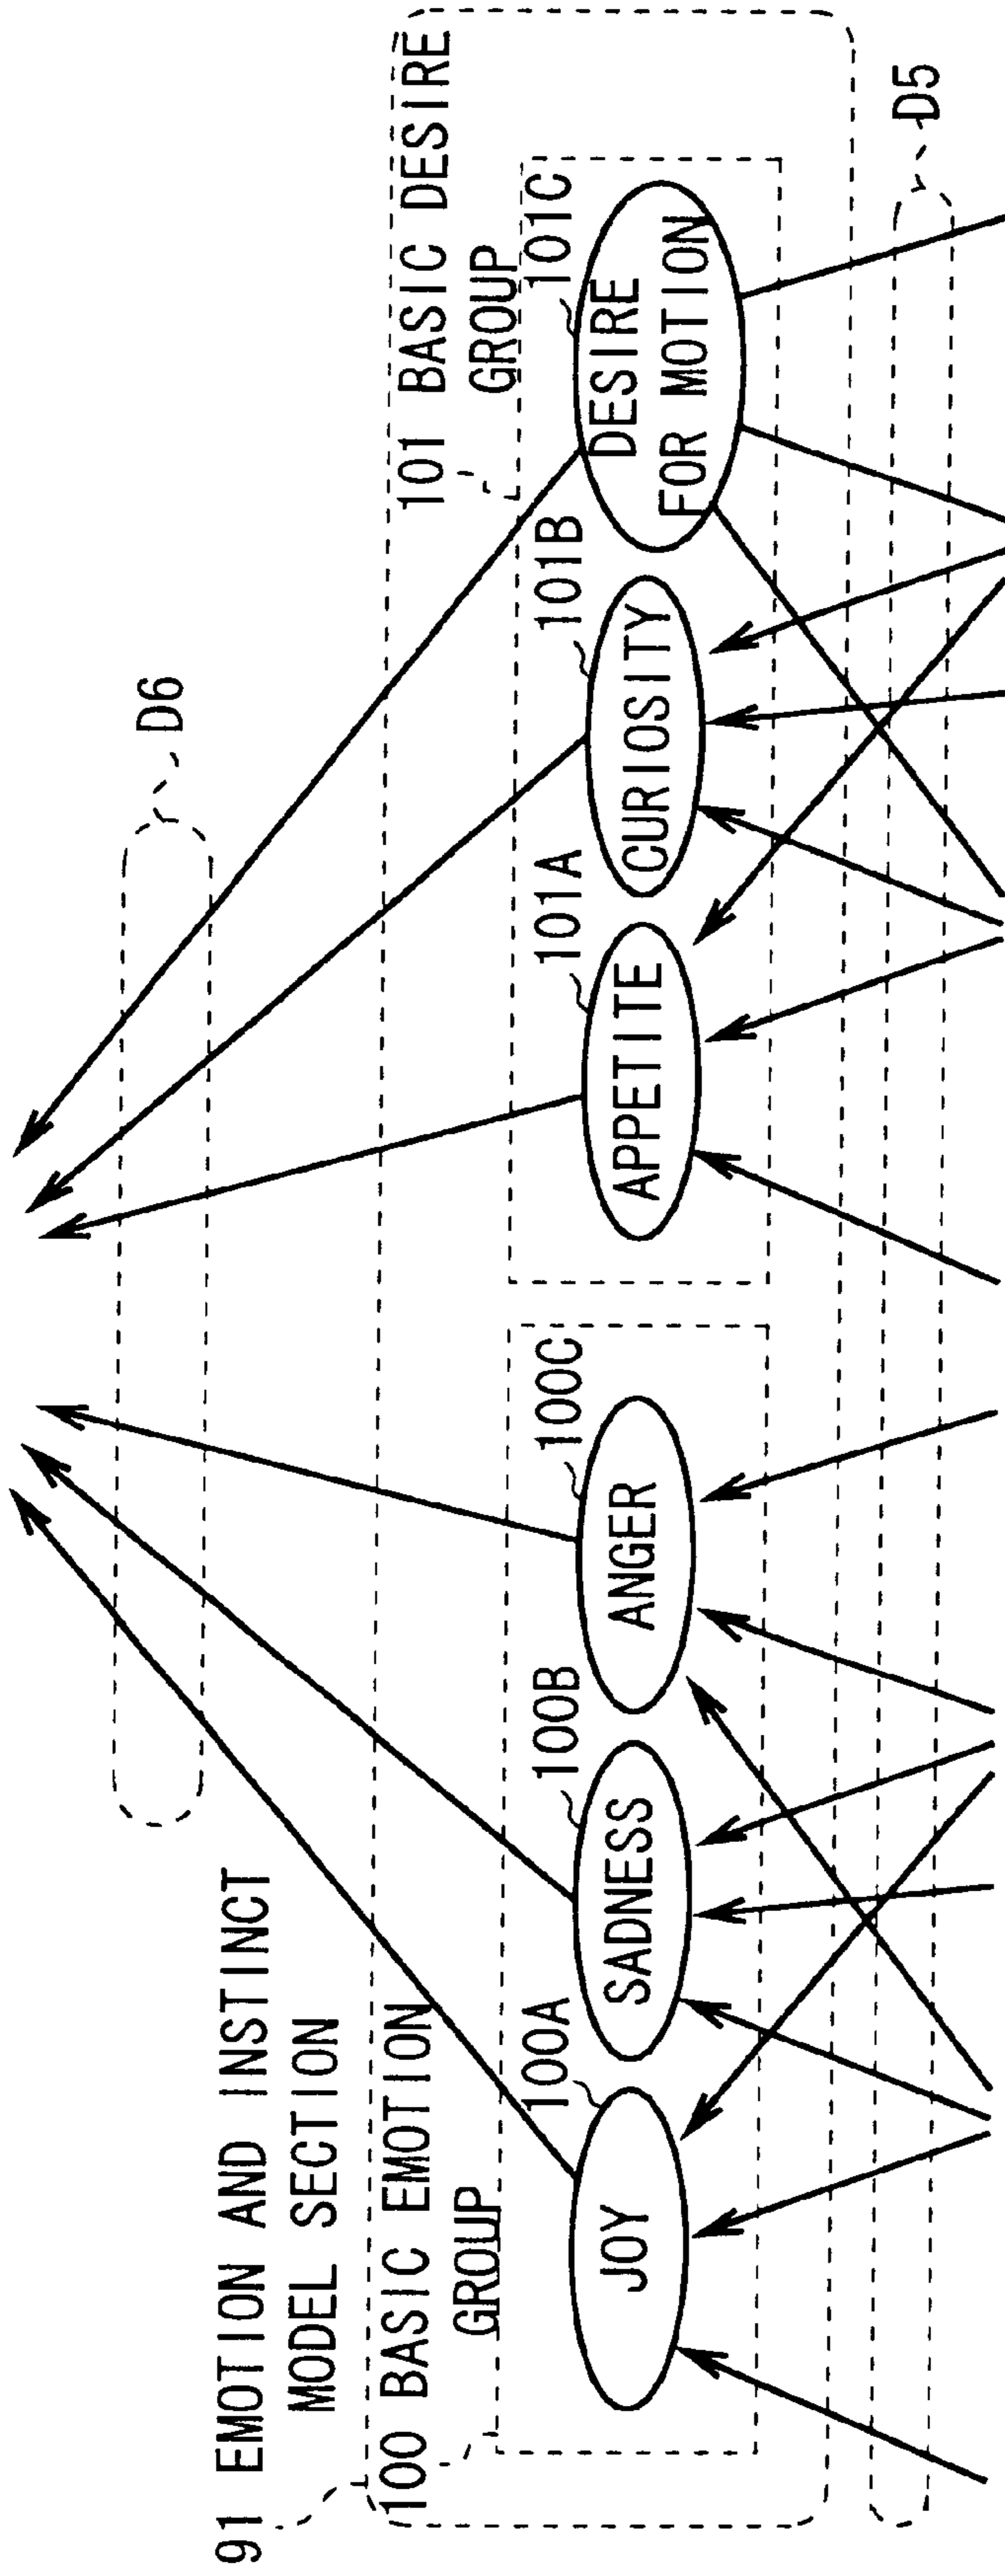 D6
91 EMOTION AND INSTINCT
MODEL SECTION
100 BASIC EMOTION
GROUP
101 BASIC DESIRE
GROUP
100A
100B
100C
101A
101B
101C
JOY
SADNESS
ANGER
APPETITE
CURIOSITY
DESIRE
FOR MOTION
D5